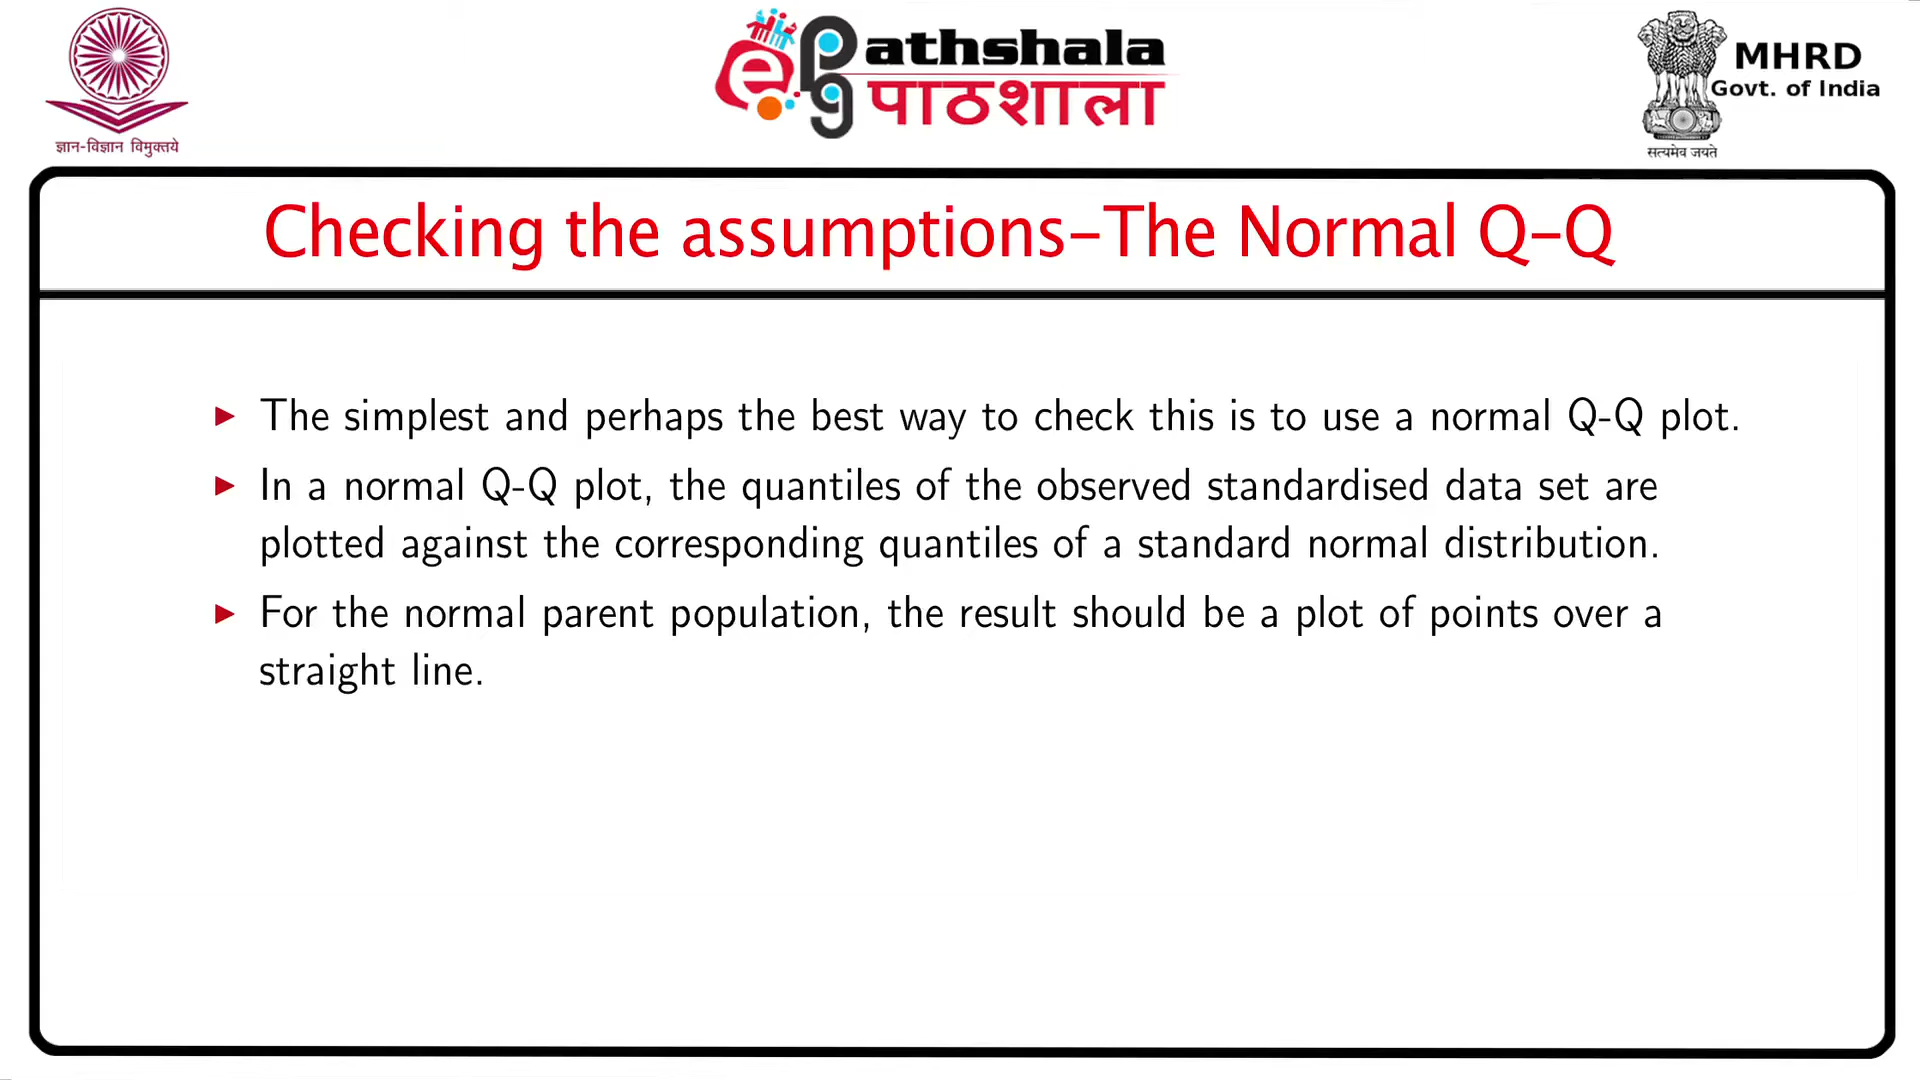 ज्ञान-विज्ञान विमुक्तये
ePG athshala
पाठशाला
MHRD
Govt. of India
सत्यमेव जयते
Checking the assumptions–The Normal Q–Q
The simplest and perhaps the best way to check this is to use a normal Q-Q plot.
In a normal Q-Q plot, the quantiles of the observed standardised data set are
plotted against the corresponding quantiles of a standard normal distribution.
For the normal parent population, the result should be a plot of points over a
straight line.